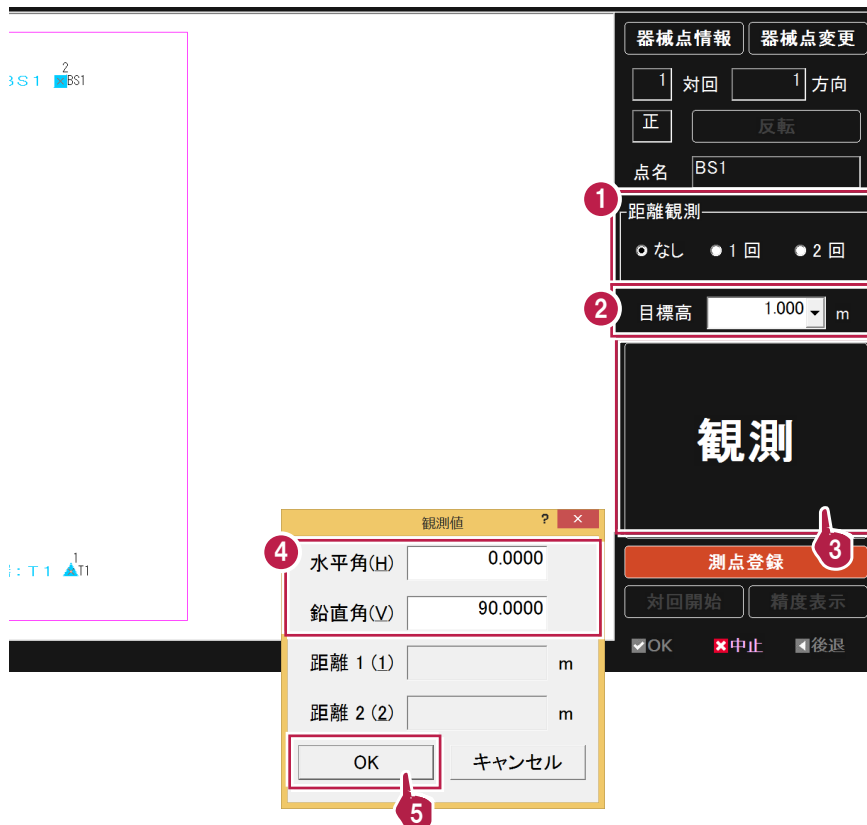 2
BS1 BS1
1
:T1 T1
器械点情報 器械点変更
1 対回 1 方向
正 反転
点名 BS1
1
距離観測
なし 1 回 2 回
2
目標高 1.000 m
観測
3
測点登録
対回開始 精度表示
OK 中止 後退
観測値 ? ×
4
水平角(H) 0.0000
鉛直角(V) 90.0000
距離 1 (1) m
距離 2 (2) m
OK キャンセル
5